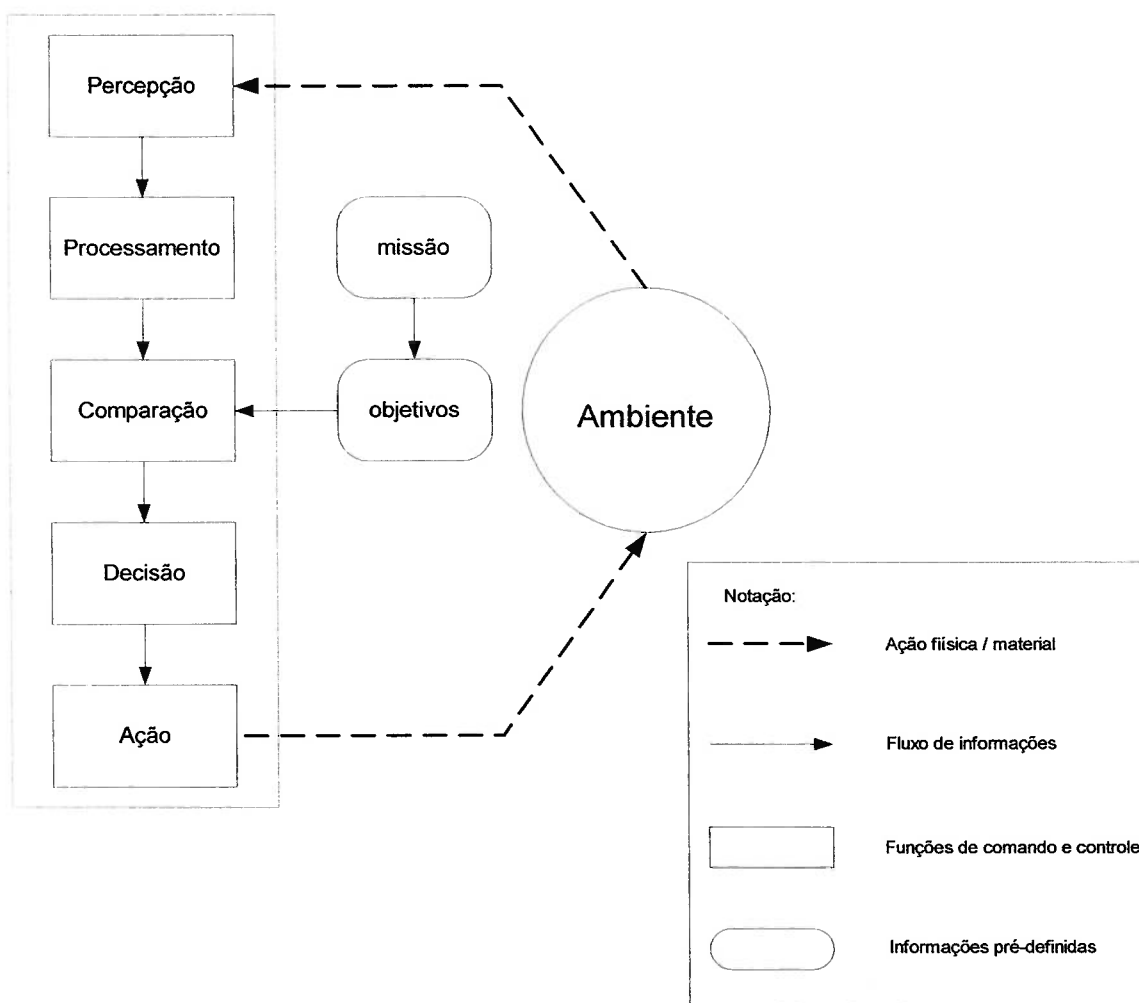 Percepção
Processamento
missão
Comparação
objetivos
Ambiente
Decisão
Ação
Notação:
Ação fiísica / material
Fluxo de informações
Funções de comando e controle
Informações pré-definidas